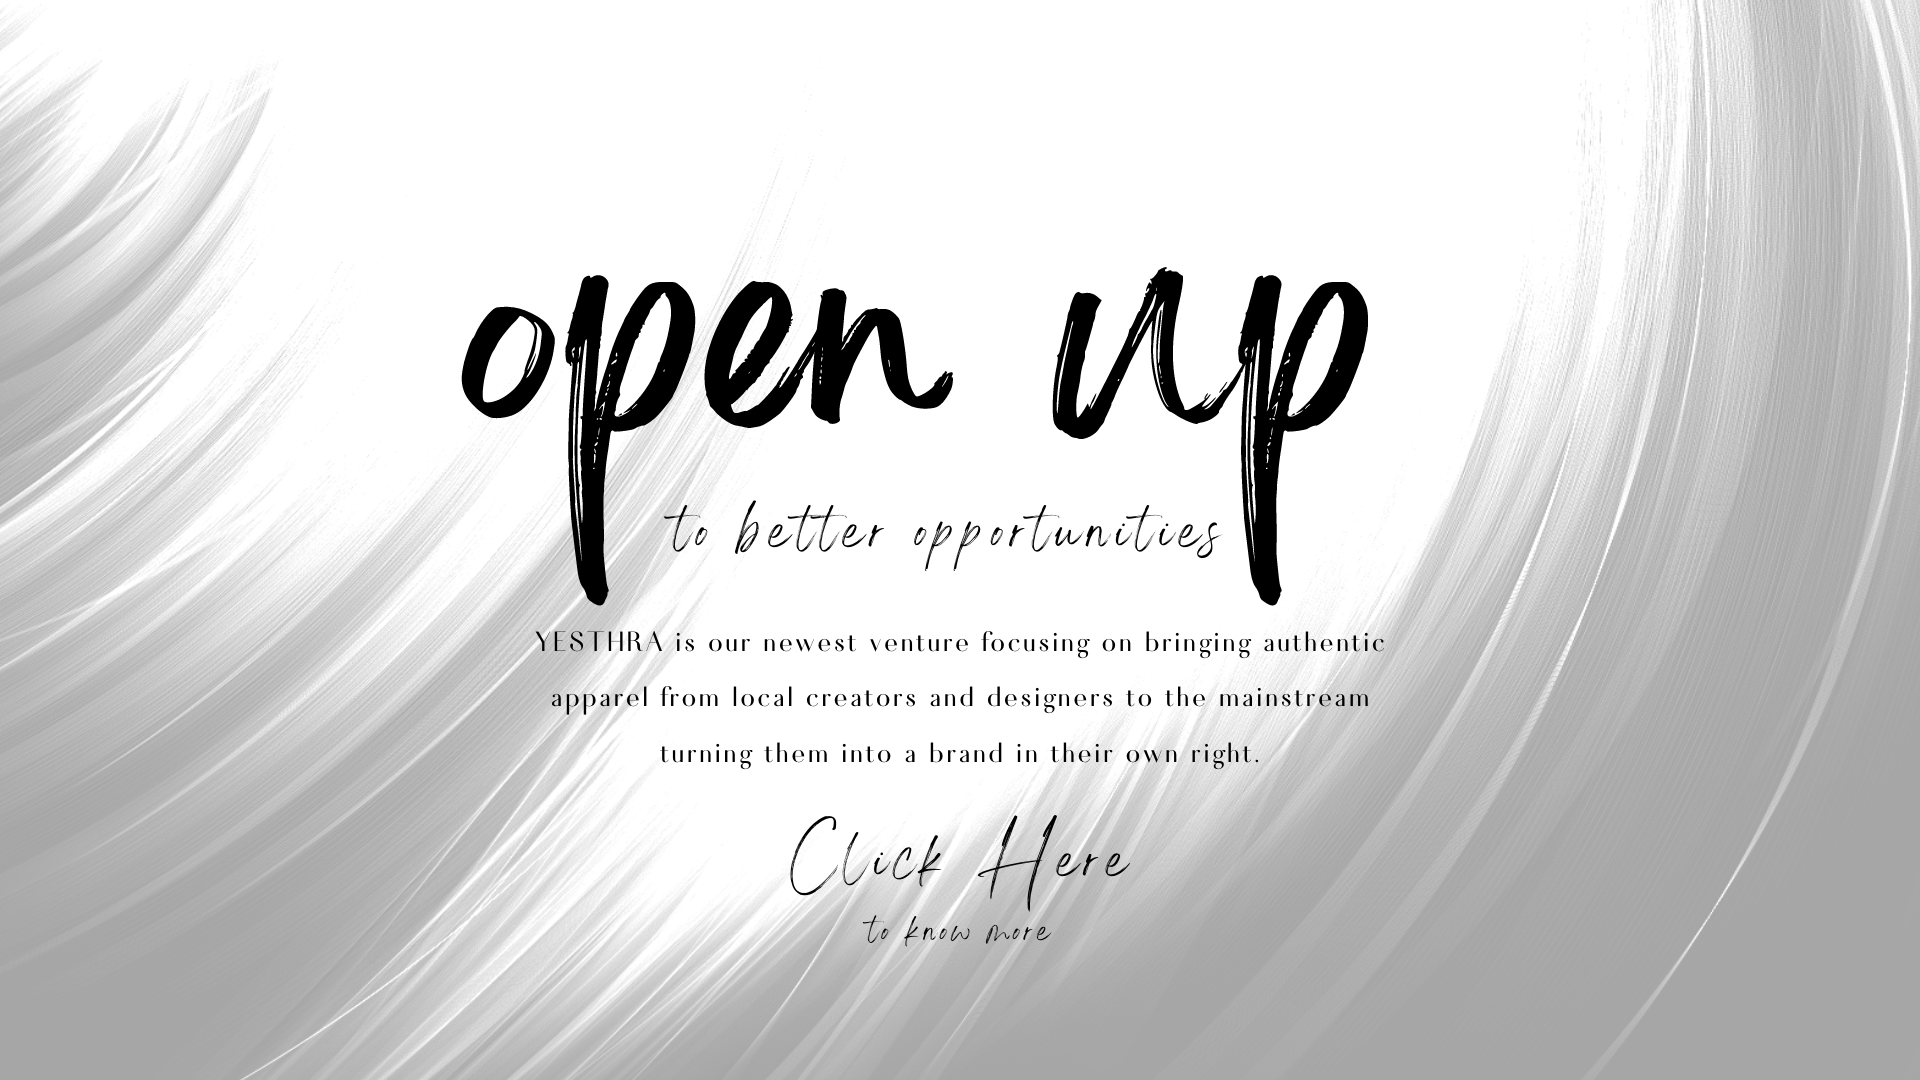 open up
to better opportunities
YESTHRA is our newest venture focusing on bringing authentic
apparel from local creators and designers to the mainstream
turning them into a brand in their own right.
Click Here
to know more